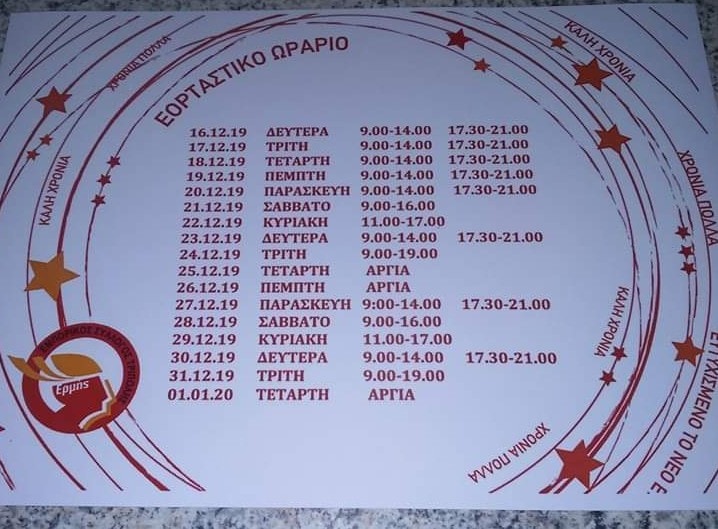 ΧΡΟΝΙΑ ΠΟΛΛΑ
ΚΑΛΗ ΧΡΟΝΙΑ
ΕΟΡΤΑΣΤΙΚΟ ΩΡΑΡΙΟ
ΚΑΛΗ ΧΡΟΝΙΑ
ΧΡΟΝΙΑ ΠΟΛΛΑ
16.12.19 ΔΕΥΤΕΡΑ 9.00-14.00 17.30-21.00
17.12.19 ΤΡΙΤΗ 9.00-14.00 17.30-21.00
18.12.19 ΤΕΤΑΡΤΗ 9.00-14.00 17.30-21.00
19.12.19 ΠΕΜΠΤΗ 9.00-14.00 17.30-21.00
20.12.19 ΠΑΡΑΣΚΕΥΗ 9.00-14.00 17.30-21.00
21.12.19 ΣΑΒΒΑΤΟ 9.00-16.00
22.12.19 ΚΥΡΙΑΚΗ 11.00-17.00
23.12.19 ΔΕΥΤΕΡΑ 9.00-14.00 17.30-21.00
24.12.19 ΤΡΙΤΗ 9.00-19.00
25.12.19 ΤΕΤΑΡΤΗ ΑΡΓΙΑ
26.12.19 ΠΕΜΠΤΗ ΑΡΓΙΑ
27.12.19 ΠΑΡΑΣΚΕΥΗ 9:00-14.00 17.30-21.00
28.12.19 ΣΑΒΒΑΤΟ 9.00-16.00
29.12.19 ΚΥΡΙΑΚΗ 11.00-17.00
30.12.19 ΔΕΥΤΕΡΑ 9.00-14.00 17.30-21.00
31.12.19 ΤΡΙΤΗ 9.00-19.00
01.01.20 ΤΕΤΑΡΤΗ ΑΡΓΙΑ
ΕΜΠΟΡΙΚΟΣ ΣΥΛΛΟΓΟΣ ΤΡΙΠΟΛΗΣ
Ερμής
ΚΑΛΗ ΧΡΟΝΙΑ
ΧΡΟΝΙΑ ΠΟΛΛΑ
ΤΟ ΝΕΟ Ε